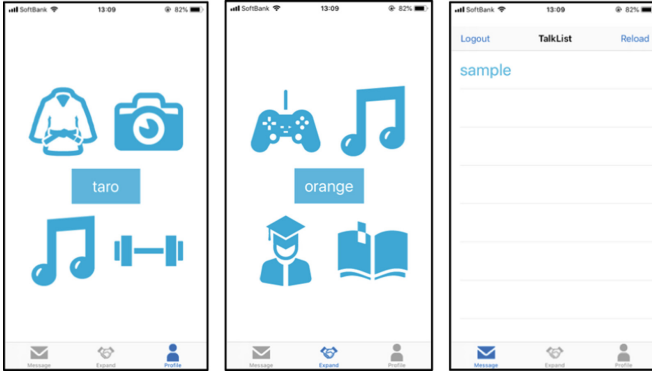 SoftBank 13:09 82%
taro
Message Expand Profile
SoftBank 13:09 82%
orange
Message Expand Profile
SoftBank 13:09 82%
Logout TalkList Reload
sample
Message Expand Profile